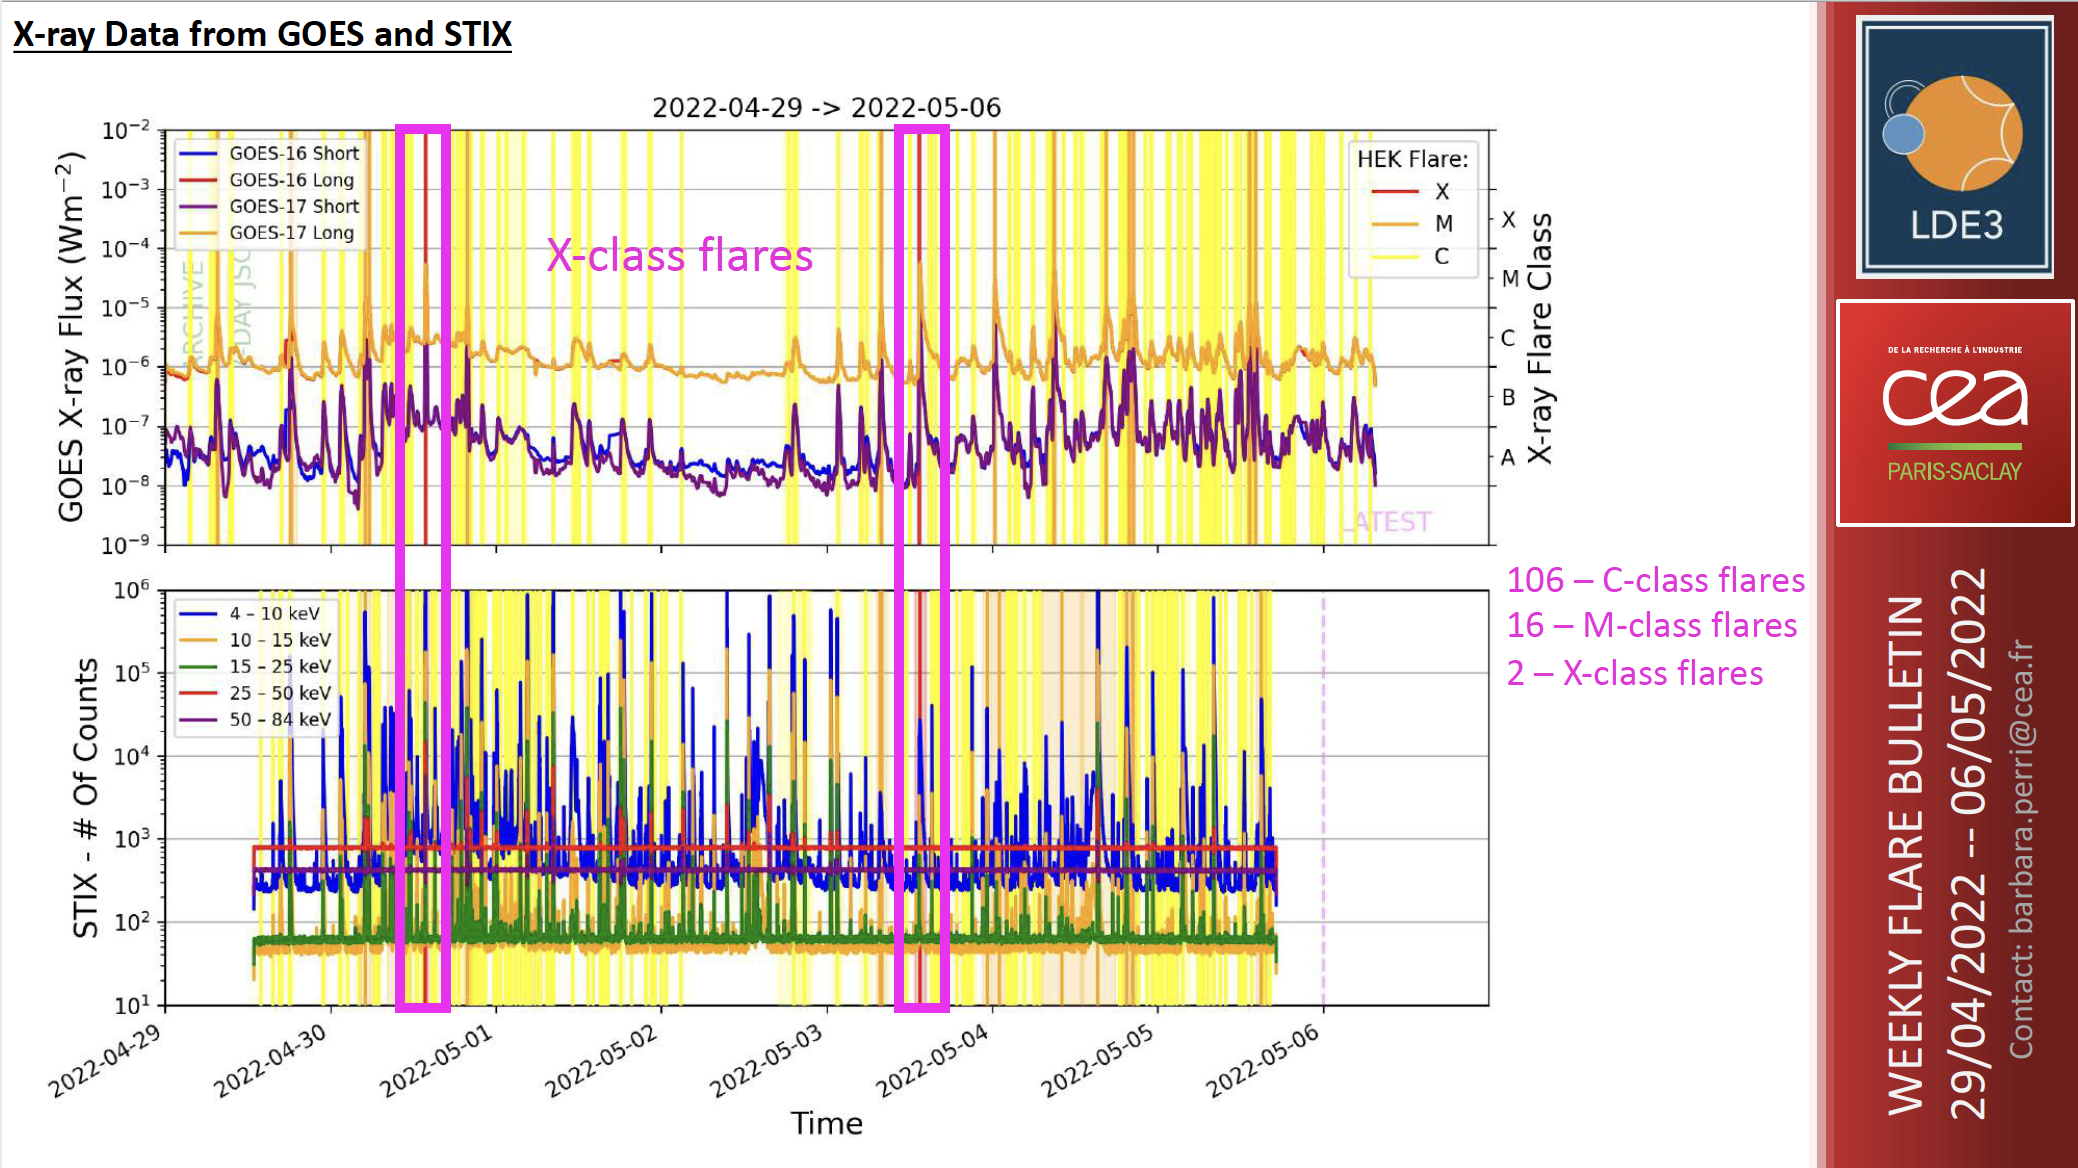 X-ray Data from GOES and STIX
2022-04-29 -> 2022-05-06
GOES X-ray Flux (Wm⁻²)
10⁻²
10⁻³
10⁻⁴
10⁻⁵
10⁻⁶
10⁻⁷
10⁻⁸
10⁻⁹
GOES-16 Short
GOES-16 Long
GOES-17 Short
GOES-17 Long
ARCHIVE
DAY JSO
X-class flares
HEK Flare:
X
M
C
X
M
C
B
A
X-ray Flare Class
LATEST
STIX - # Of Counts
10⁶
10⁵
10⁴
10³
10²
10¹
4 – 10 keV
10 – 15 keV
15 – 25 keV
25 – 50 keV
50 – 84 keV
2022-04-29
2022-04-30
2022-05-01
2022-05-02
2022-05-03
2022-05-04
2022-05-05
2022-05-06
Time
106 – C-class flares
16 – M-class flares
2 – X-class flares
LDE3
DE LA RECHERCHE À L'INDUSTRIE
cea
PARIS-SACLAY
WEEKLY FLARE BULLETIN
29/04/2022 -- 06/05/2022
Contact: barbara.perri@cea.fr